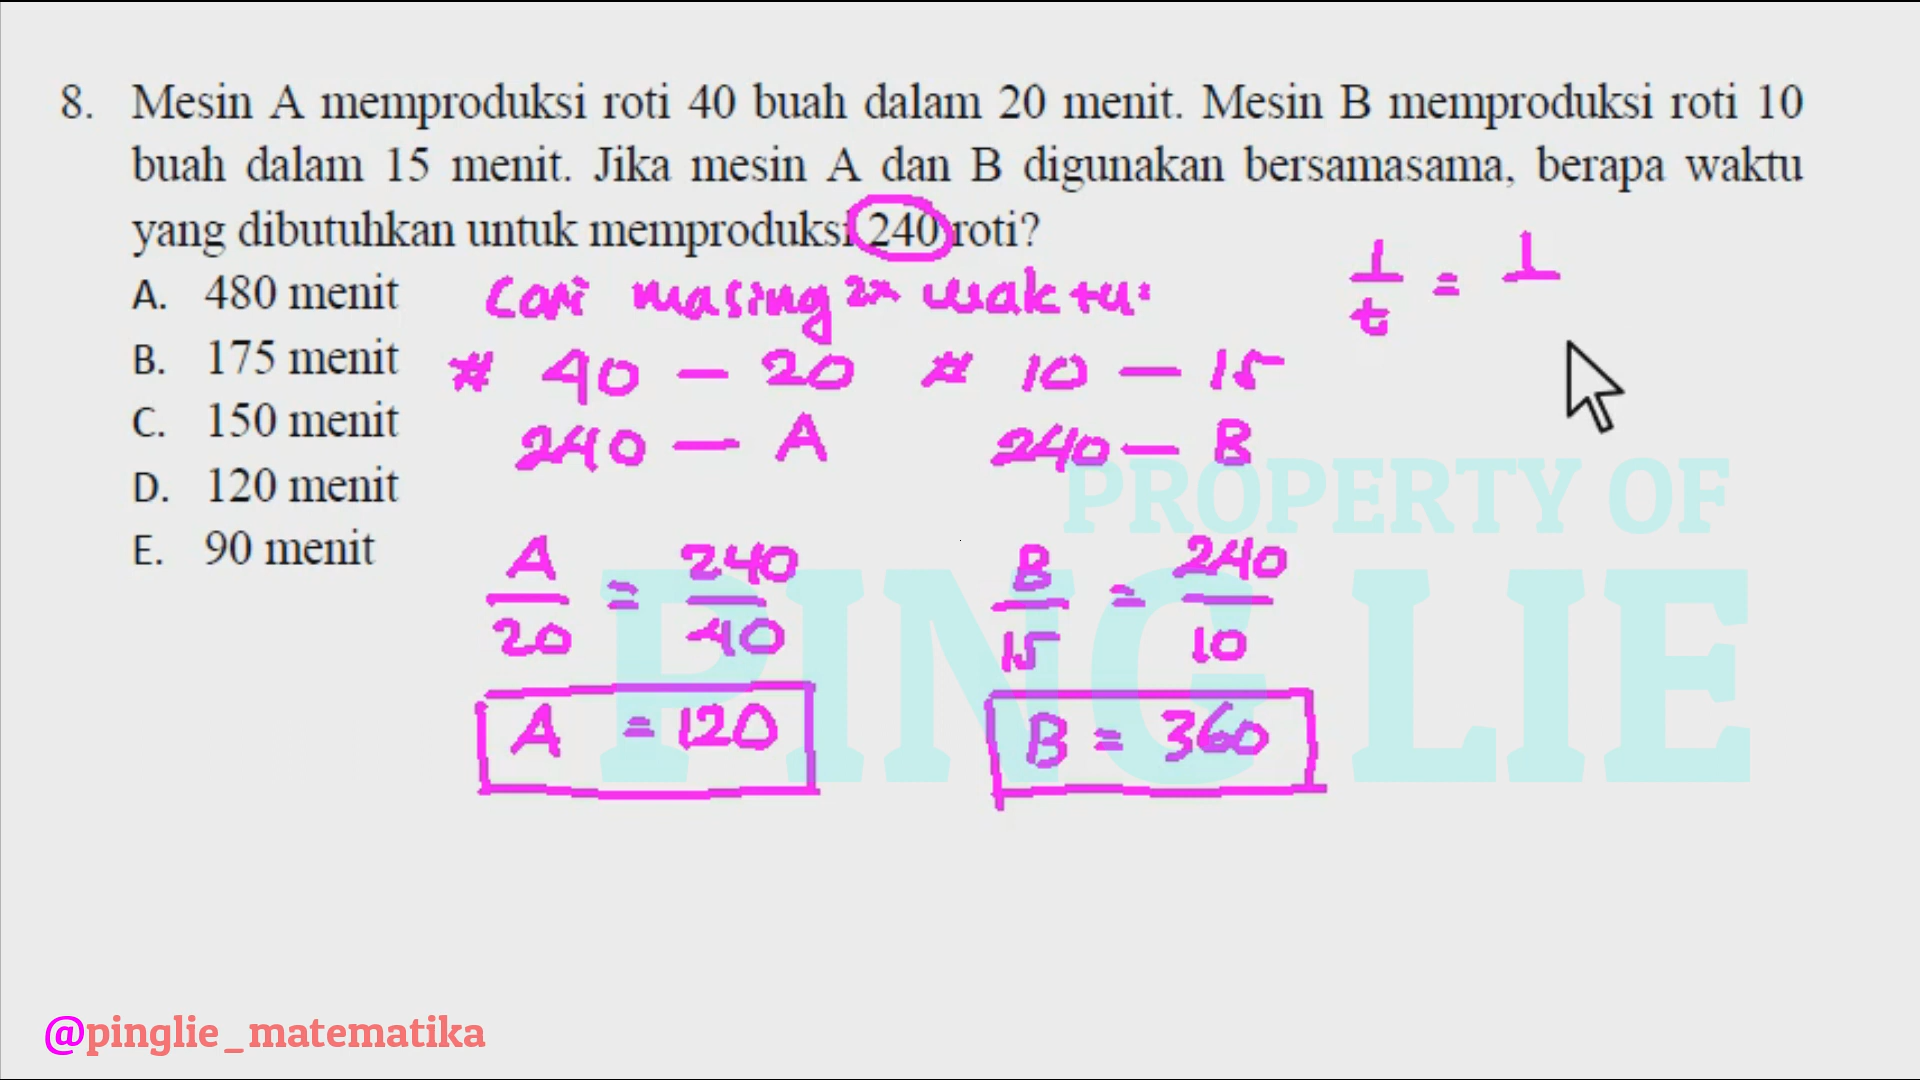 8. Mesin A memproduksi roti 40 buah dalam 20 menit. Mesin B memproduksi roti 10
buah dalam 15 menit. Jika mesin A dan B digunakan bersamasama, berapa waktu
yang dibutuhkan untuk memproduksi 240 roti?
A. 480 menit
B. 175 menit
C. 150 menit
D. 120 menit
E. 90 menit
Cari masing2x waktu:
1/t = 1
* 40 — 20
240 — A
A/20 = 240/40
A = 120
* 10 — 15
240 — B
B/15 = 240/10
B = 360
PROPERTY OF
PING LIE
@pinglie_matematika